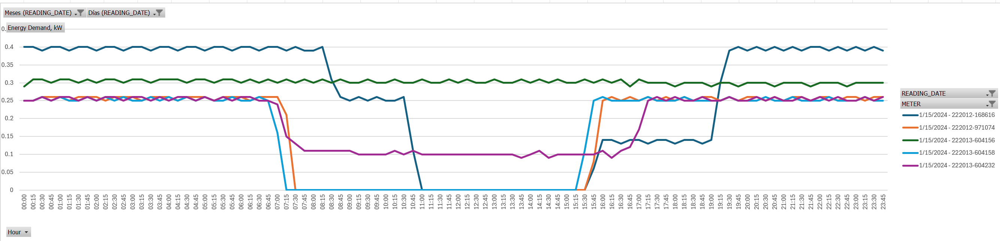 Meses (READING_DATE) Días (READING_DATE)
Energy Demand, kW
0.
0.4
0.35
0.3
0.25
0.2
0.15
0.1
0.05
0
00:00 00:15 00:30 00:45 01:00 01:15 01:30 01:45 02:00 02:15 02:30 02:45 03:00 03:15 03:30 03:45 04:00 04:15 04:30 04:45 05:00 05:15 05:30 05:45 06:00 06:15 06:30 06:45 07:00 07:15 07:30 07:45 08:00 08:15 08:30 08:45 09:00 09:15 09:30 09:45 10:00 10:15 10:30 10:45 11:00 11:15 11:30 11:45 12:00 12:15 12:30 12:45 13:00 13:15 13:30 13:45 14:00 14:15 14:30 14:45 15:00 15:15 15:30 15:45 16:00 16:15 16:30 16:45 17:00 17:15 17:30 17:45 18:00 18:15 18:30 18:45 19:00 19:15 19:30 19:45 20:00 20:15 20:30 20:45 21:00 21:15 21:30 21:45 22:00 22:15 22:30 22:45 23:00 23:15 23:30 23:45
Hour
READING_DATE
METER
1/15/2024 - 222012-168616
1/15/2024 - 222012-971074
1/15/2024 - 222013-604156
1/15/2024 - 222013-604158
1/15/2024 - 222013-604232